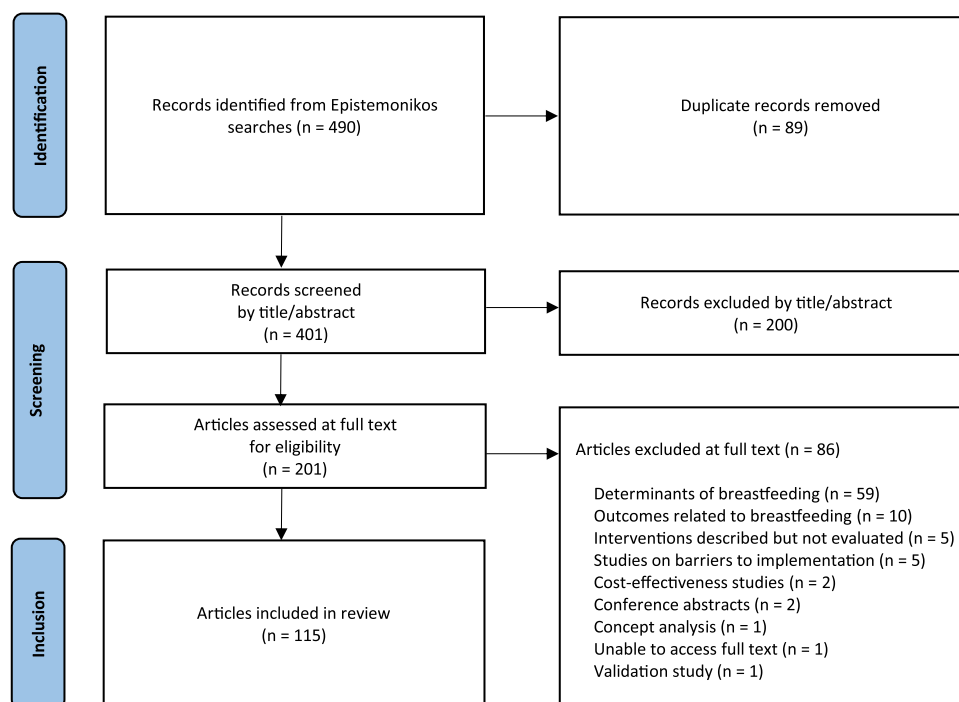 Identification
Records identified from Epistemonikos
searches (n = 490)
Duplicate records removed
(n = 89)
Screening
Records screened
by title/abstract
(n = 401)
Records excluded by title/abstract
(n = 200)
Articles assessed at full text
for eligibility
(n = 201)
Articles excluded at full text (n = 86)
Determinants of breastfeeding (n = 59)
Outcomes related to breastfeeding (n = 10)
Interventions described but not evaluated (n = 5)
Studies on barriers to implementation (n = 5)
Cost-effectiveness studies (n = 2)
Conference abstracts (n = 2)
Concept analysis (n = 1)
Unable to access full text (n = 1)
Validation study (n = 1)
Inclusion
Articles included in review
(n = 115)